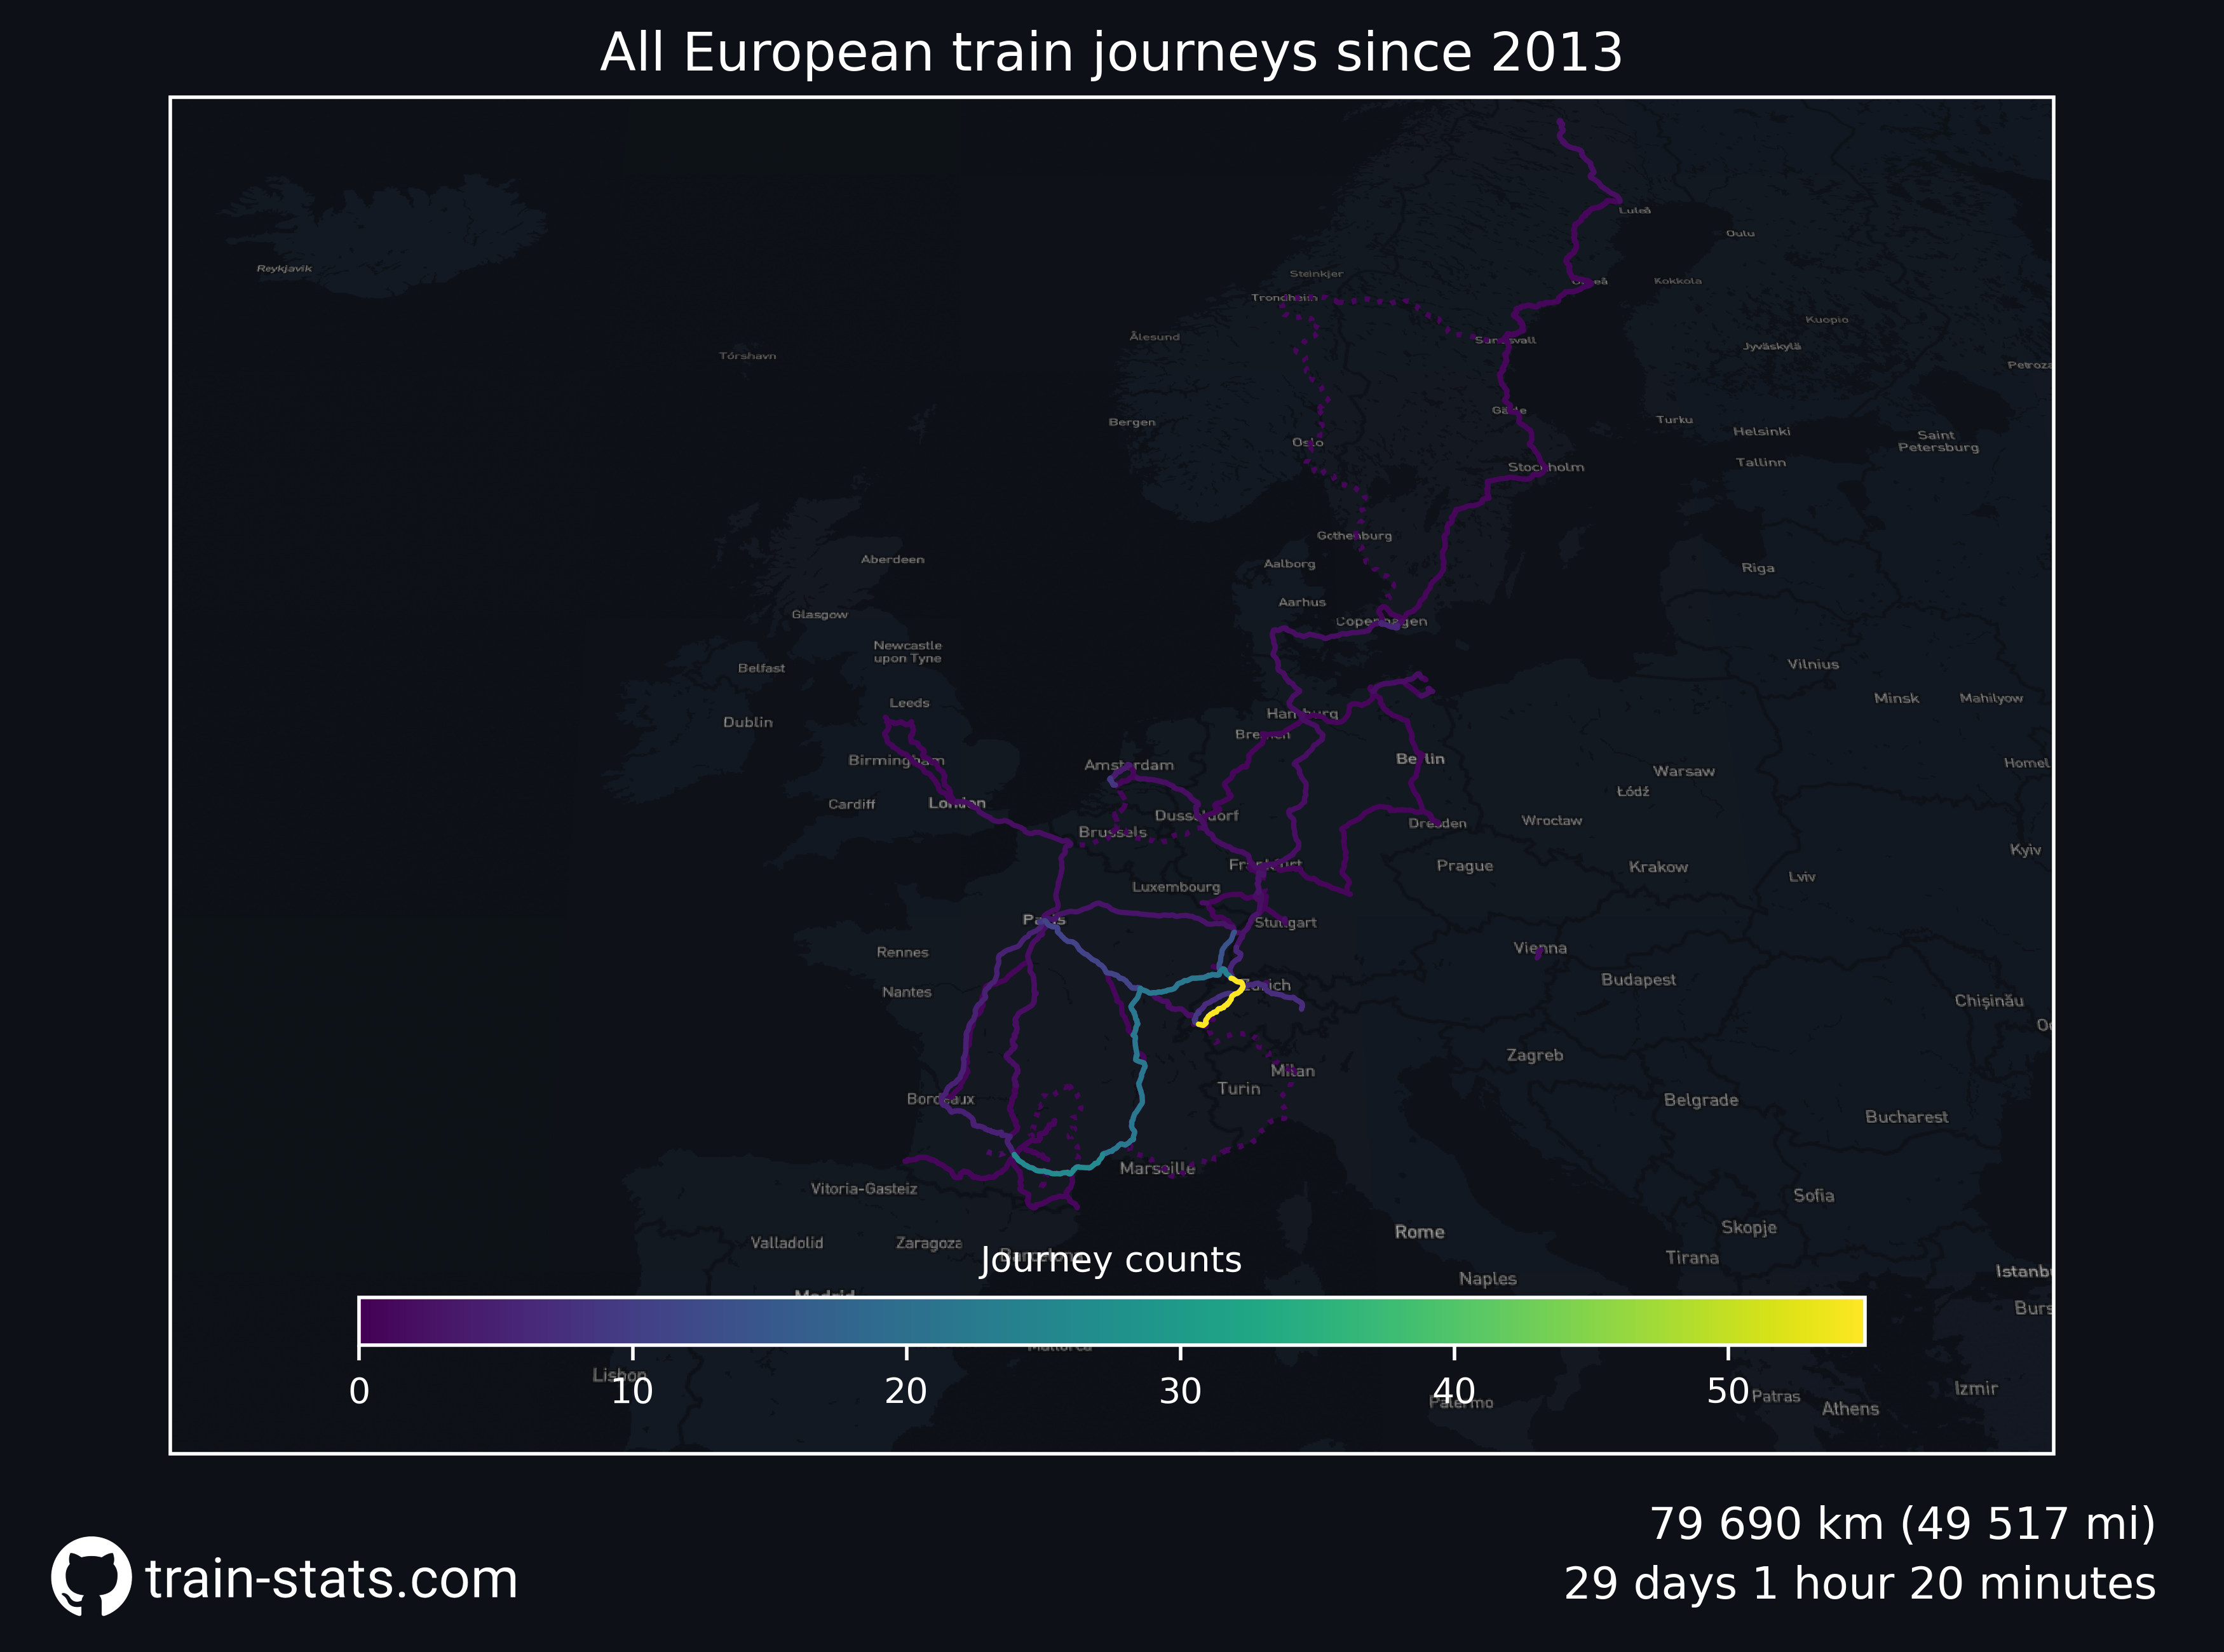 All European train journeys since 2013
Reykjavik
Luleå
Oulu
Steinkjer
Kokkola
Trondheim
Kuopio
Ålesund
Sundsvall
Jyväskylä
Tórshavn
Petroza
Gävle
Turku
Bergen
Helsinki
Saint
Petersburg
Oslo
Tallinn
Stockholm
Gothenburg
Aberdeen
Aalborg
Riga
Aarhus
Glasgow
Copenhagen
Newcastle
upon Tyne
Belfast
Vilnius
Leeds
Minsk
Mahilyow
Dublin
Hamburg
Bremen
Birmingham
Amsterdam
Berlin
Homel
Warsaw
Łódź
Cardiff
London
Dusseldorf
Dresden
Wrocław
Brussels
Kyiv
Frankfurt
Prague
Krakow
Lviv
Luxembourg
Paris
Stuttgart
Rennes
Vienna
Budapest
Zurich
Nantes
Chișinău
Zagreb
Milan
Turin
Bordeaux
Belgrade
Bucharest
Marseille
Vitoria-Gasteiz
Sofia
Skopje
Rome
Valladolid
Zaragoza
Barcelona
Tirana
Journey counts
Naples
Istanbu
Madrid
Burs
Mallorca
Lisbon
0
10
20
30
40
50
Palermo
Patras
Athens
Izmir
79 690 km (49 517 mi)
train-stats.com
29 days 1 hour 20 minutes